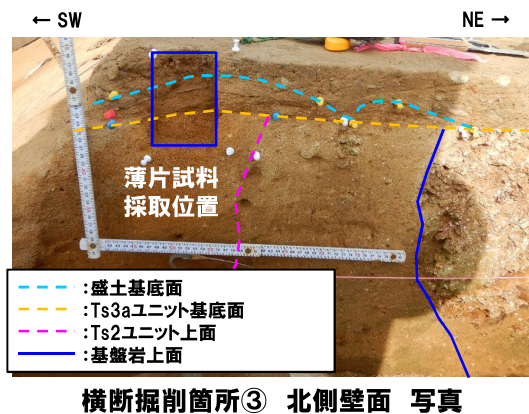 ← SW
NE →
薄片試料
採取位置
:盛土基底面
:Ts3aユニット基底面
:Ts2ユニット上面
:基盤岩上面
横断掘削箇所③ 北側壁面 写真